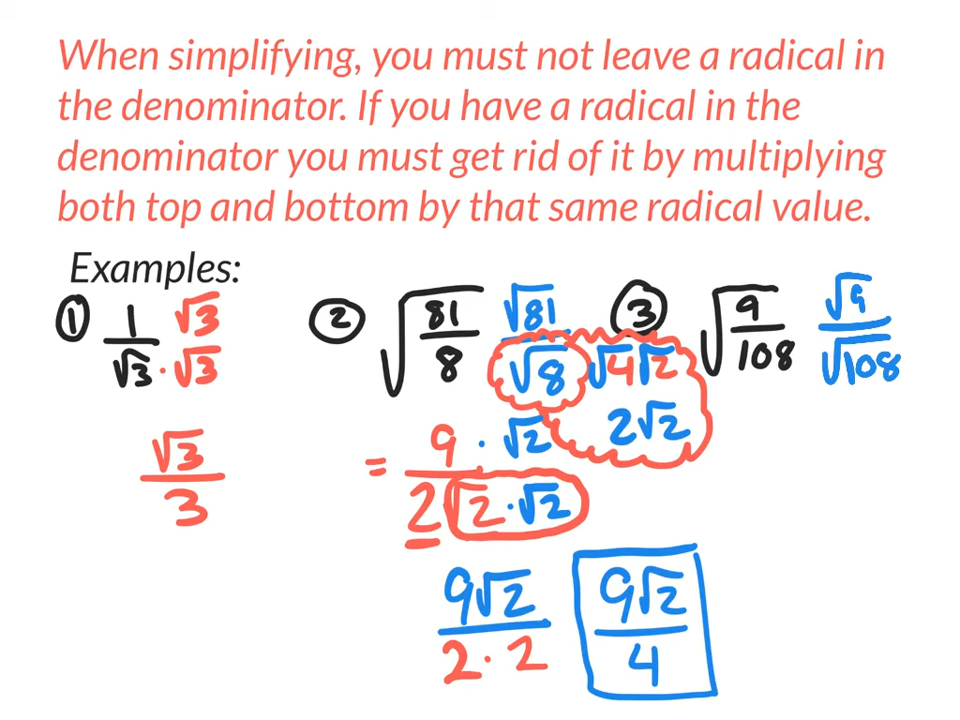 When simplifying, you must not leave a radical in
the denominator. If you have a radical in the
denominator you must get rid of it by multiplying
both top and bottom by that same radical value.
Examples:
① 1/√3 · √3/√3
√3/3
② √(81/8) √81/√8 √4√2
2√2
= 9/2√2 · √2/√2
9√2/2·2
9√2/4
③ √(9/108) √9/√108